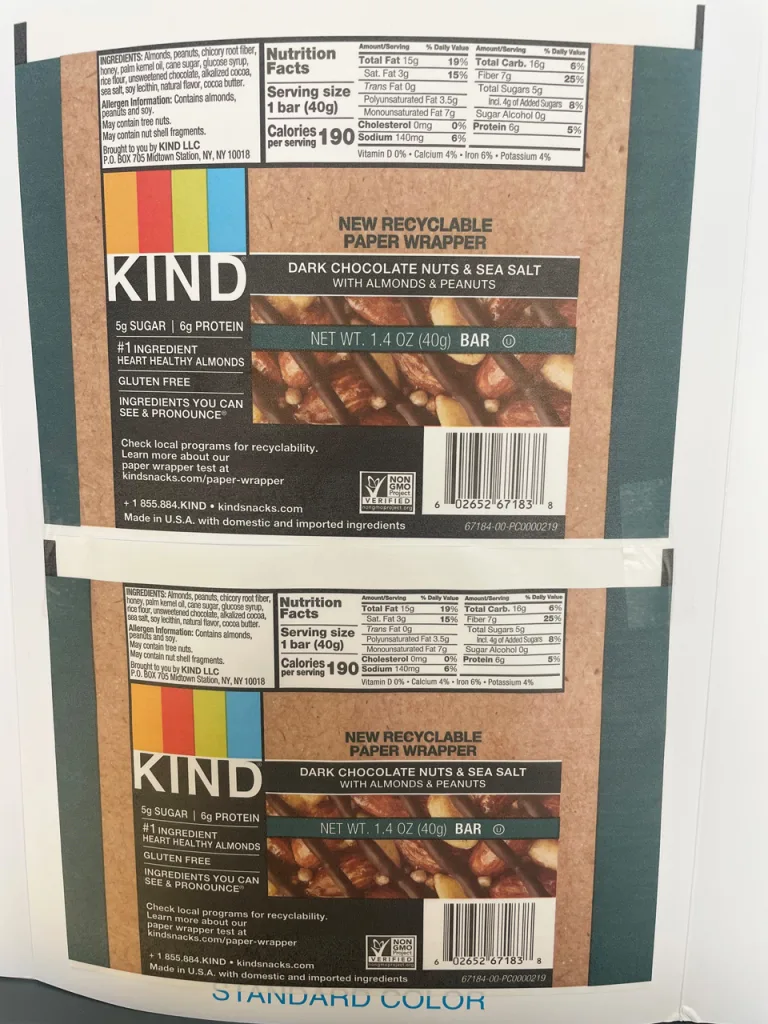 INGREDIENTS: Almonds, peanuts, chicory root fiber,
honey, palm kernel oil, cane sugar, glucose syrup,
rice flour, unsweetened chocolate, alkalized cocoa,
sea salt, soy lecithin, natural flavor, cocoa butter.
Allergen Information: Contains almonds,
peanuts and soy.
May contain tree nuts.
May contain nut shell fragments.
Brought to you by KIND LLC
P.O. BOX 705 Midtown Station, NY, NY 10018
Nutrition
Facts
Serving size
1 bar (40g)
Calories 190
per serving
Amount/Serving % Daily Value
Total Fat 15g 19%
Sat. Fat 3g 15%
Trans Fat 0g
Polyunsaturated Fat 3.5g
Monounsaturated Fat 7g
Cholesterol 0mg 0%
Sodium 140mg 6%
Amount/Serving % Daily Value
Total Carb. 16g 6%
Fiber 7g 25%
Total Sugars 5g
Incl. 4g of Added Sugars 8%
Sugar Alcohol 0g
Protein 6g 5%
Vitamin D 0% • Calcium 4% • Iron 6% • Potassium 4%
NEW RECYCLABLE
PAPER WRAPPER
KIND
DARK CHOCOLATE NUTS & SEA SALT
WITH ALMONDS & PEANUTS
5g SUGAR | 6g PROTEIN
NET WT. 1.4 OZ (40g) BAR U
#1 INGREDIENT
HEART HEALTHY ALMONDS
GLUTEN FREE
INGREDIENTS YOU CAN
SEE & PRONOUNCE®
Check local programs for recyclability.
Learn more about our
paper wrapper test at
kindsnacks.com/paper-wrapper
NON
GMO
Project
VERIFIED
nongmoproject.org
6 02652 67183 8
+ 1 855.884.KIND • kindsnacks.com
Made in U.S.A. with domestic and imported ingredients
67184-00-PC0000219
INGREDIENTS: Almonds, peanuts, chicory root fiber,
honey, palm kernel oil, cane sugar, glucose syrup,
rice flour, unsweetened chocolate, alkalized cocoa,
sea salt, soy lecithin, natural flavor, cocoa butter.
Allergen Information: Contains almonds,
peanuts and soy.
May contain tree nuts.
May contain nut shell fragments.
Brought to you by KIND LLC
P.O. BOX 705 Midtown Station, NY, NY 10018
Nutrition
Facts
Serving size
1 bar (40g)
Calories 190
per serving
Amount/Serving % Daily Value
Total Fat 15g 19%
Sat. Fat 3g 15%
Trans Fat 0g
Polyunsaturated Fat 3.5g
Monounsaturated Fat 7g
Cholesterol 0mg 0%
Sodium 140mg 6%
Amount/Serving % Daily Value
Total Carb. 16g 6%
Fiber 7g 25%
Total Sugars 5g
Incl. 4g of Added Sugars 8%
Sugar Alcohol 0g
Protein 6g 5%
Vitamin D 0% • Calcium 4% • Iron 6% • Potassium 4%
NEW RECYCLABLE
PAPER WRAPPER
KIND
DARK CHOCOLATE NUTS & SEA SALT
WITH ALMONDS & PEANUTS
5g SUGAR | 6g PROTEIN
NET WT. 1.4 OZ (40g) BAR U
#1 INGREDIENT
HEART HEALTHY ALMONDS
GLUTEN FREE
INGREDIENTS YOU CAN
SEE & PRONOUNCE®
Check local programs for recyclability.
Learn more about our
paper wrapper test at
kindsnacks.com/paper-wrapper
NON
GMO
Project
VERIFIED
nongmoproject.org
6 02652 67183 8
+ 1 855.884.KIND • kindsnacks.com
Made in U.S.A. with domestic and imported ingredients
67184-00-PC0000219
STANDARD COLOR